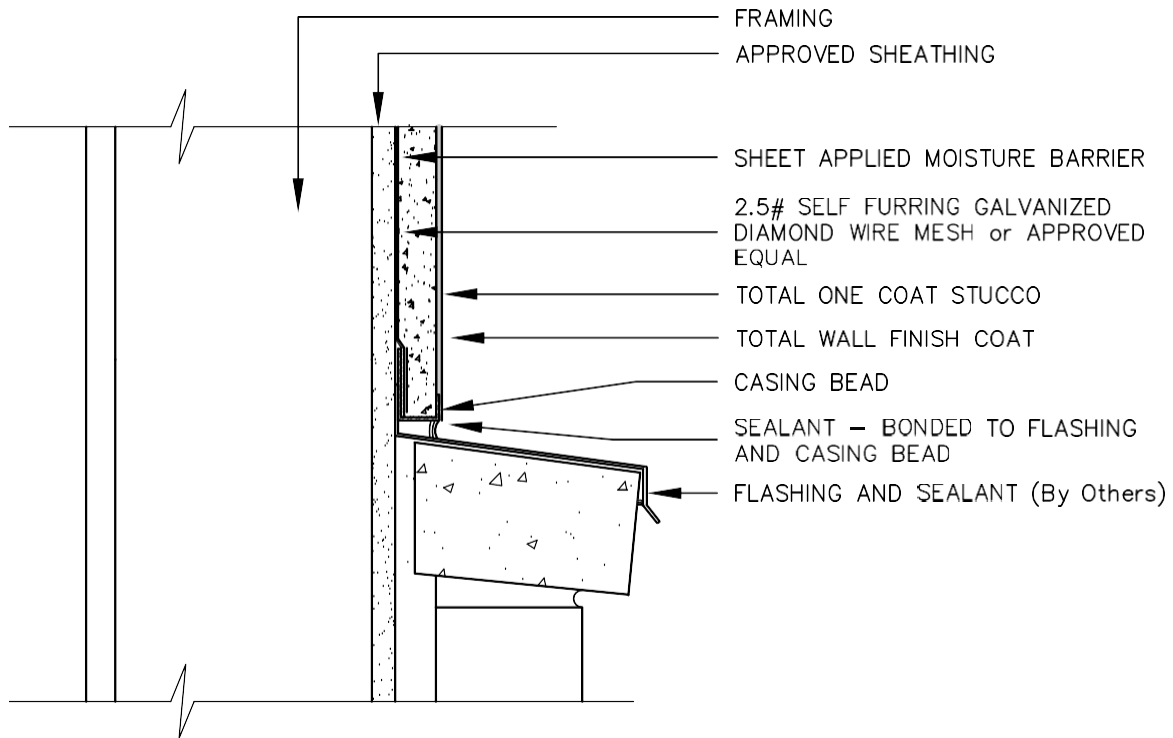 FRAMING
APPROVED SHEATHING
SHEET APPLIED MOISTURE BARRIER
2.5# SELF FURRING GALVANIZED
DIAMOND WIRE MESH or APPROVED
EQUAL
TOTAL ONE COAT STUCCO
TOTAL WALL FINISH COAT
CASING BEAD
SEALANT – BONDED TO FLASHING
AND CASING BEAD
FLASHING AND SEALANT (By Others)